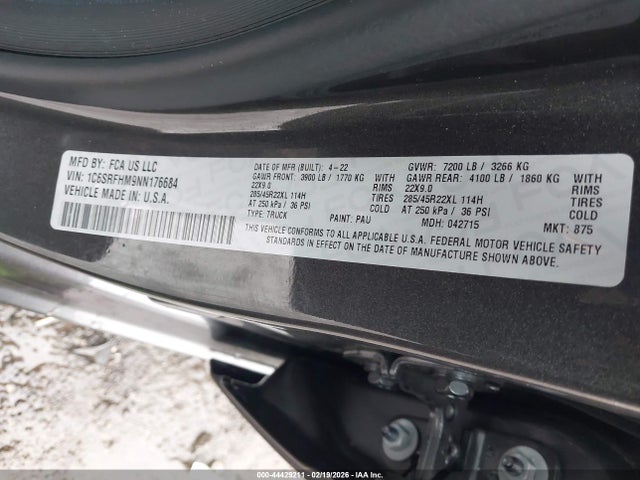 MFD BY: FCA US LLC
VIN: 1C6SRFHM9NN176684
VEHICLE MADE IN U.S.A.
DATE OF MFR (BUILT): 4-22
GAWR FRONT: 3900 LB / 1770 KG WITH
22X9.0 RIMS
285/45R22XL 114H TIRES
AT 250 kPa / 36 PSI COLD
TYPE: TRUCK PAINT: PAU
GVWR: 7200 LB / 3266 KG
GAWR REAR: 4100 LB / 1860 KG WITH
22X9.0 RIMS
285/45R22XL 114H TIRES
AT 250 kPa / 36 PSI COLD
MDH: 042715 MKT: 875
THIS VEHICLE CONFORMS TO ALL APPLICABLE U.S.A. FEDERAL MOTOR VEHICLE SAFETY
STANDARDS IN EFFECT ON THE DATE OF MANUFACTURE SHOWN ABOVE.
000-44429211 - 02/19/2026 - IAA Inc.